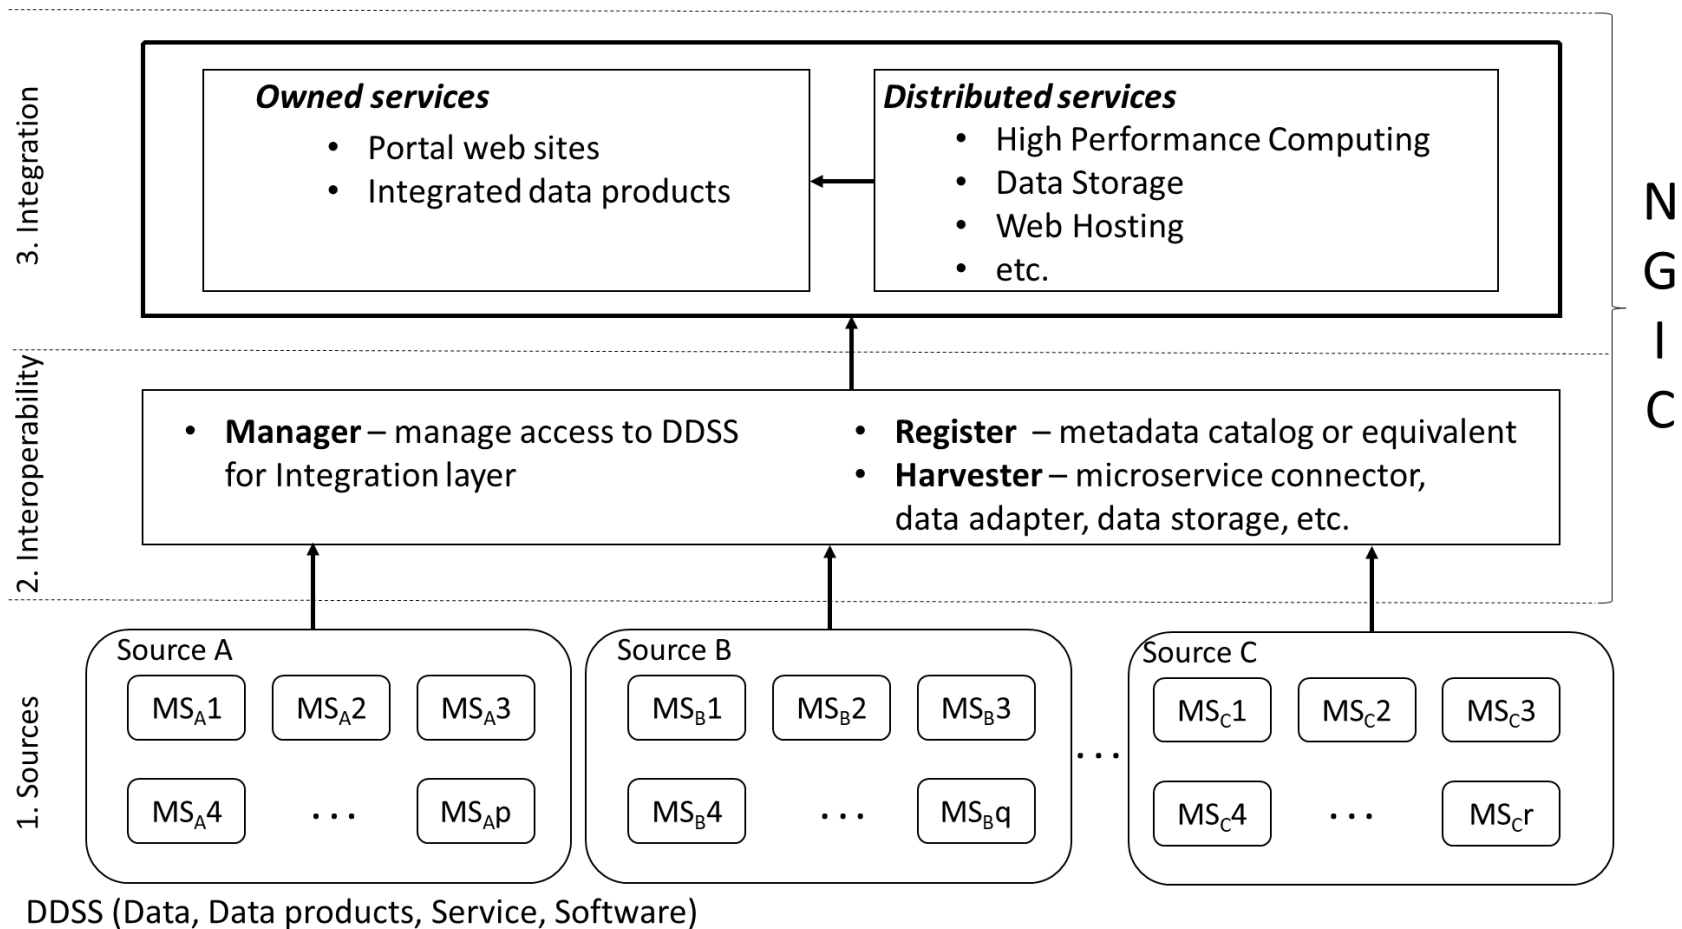 3. Integration
Owned services
• Portal web sites
• Integrated data products
Distributed services
• High Performance Computing
• Data Storage
• Web Hosting
• etc.
N
G
I
C
2. Interoperability
• Manager – manage access to DDSS
for Integration layer
• Register – metadata catalog or equivalent
• Harvester – microservice connector,
data adapter, data storage, etc.
1. Sources
Source A
MSA1 MSA2 MSA3
MSA4 ... MSAp
Source B
MSB1 MSB2 MSB3
MSB4 ... MSBq
...
Source C
MSC1 MSC2 MSC3
MSC4 ... MSCr
DDSS (Data, Data products, Service, Software)